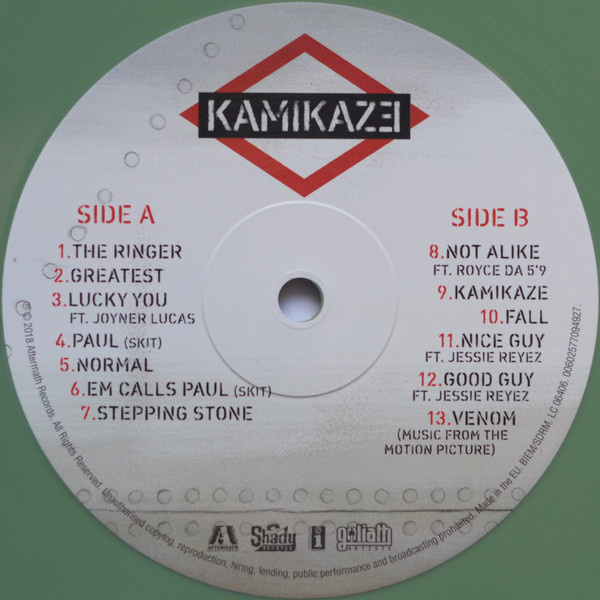 KAMIKAZE
SIDE A
1.THE RINGER
2.GREATEST
3.LUCKY YOU
FT. JOYNER LUCAS
4.PAUL (SKIT)
5.NORMAL
6.EM CALLS PAUL (SKIT)
7.STEPPING STONE
SIDE B
8.NOT ALIKE
FT. ROYCE DA 5'9
9.KAMIKAZE
10.FALL
11.NICE GUY
FT. JESSIE REYEZ
12.GOOD GUY
FT. JESSIE REYEZ
13.VENOM
(MUSIC FROM THE
MOTION PICTURE)
AFTERMATH
Shady
RECORDS
i
goliath
ARTISTS
℗© 2018 Aftermath Records. All Rights Reserved. Unauthorised copying, reproduction, hiring, lending, public performance and broadcasting prohibited. Made in the EU. BIEM/SDRM. LC 06406. 00602577094927.